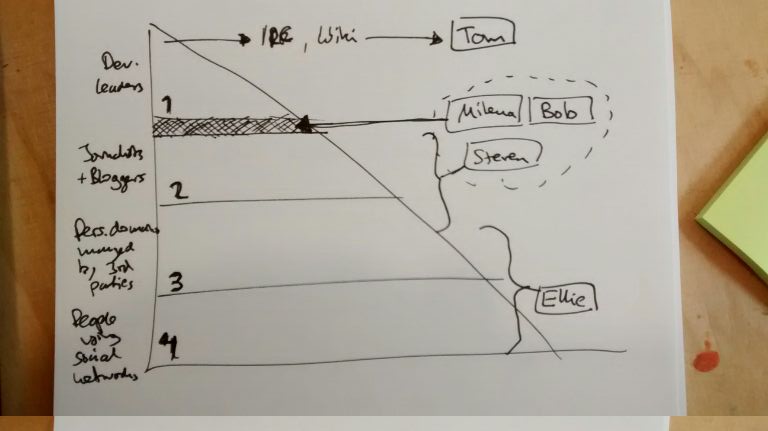 Dev.
leaders
IRC, Wiki
Tom
1
Milena
Bob
Journalists
+ Bloggers
Steven
2
Pers. domains
managed
by 3rd
parties
3
Ellie
People
using
social
networks
4